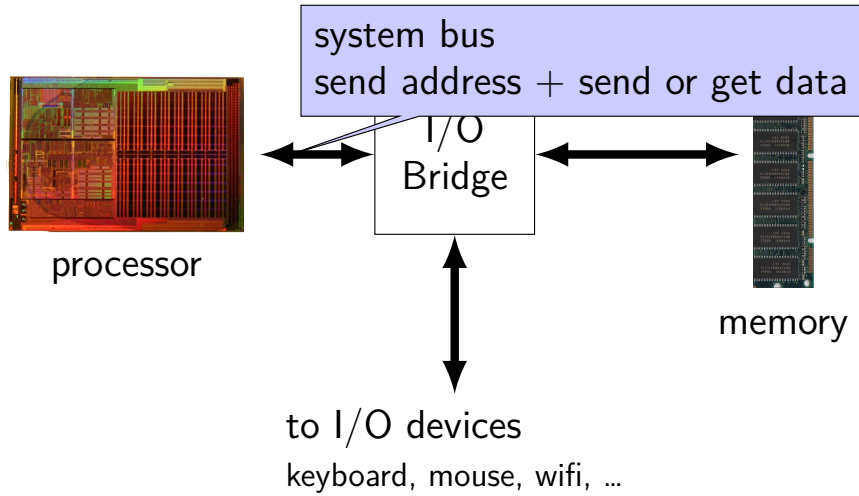 system bus
send address + send or get data
I/O
Bridge
processor
memory
to I/O devices
keyboard, mouse, wifi, ...